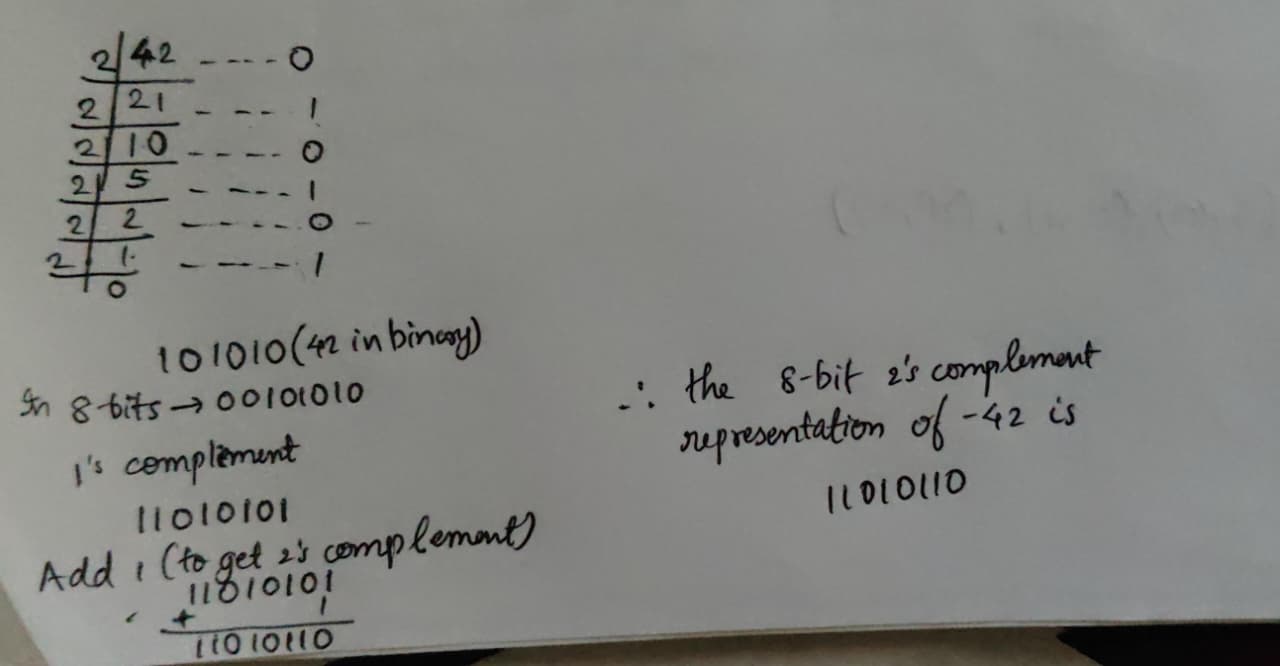 2 42 ---- 0
2 21 - --- 1
2 10 ----- 0
2 5 - ---- 1
2 2 ----- 0 -
2 1 ----- 1
0
101010 (42 in binary)
In 8-bits → 00101010
1's complement
11010101
Add 1 (to get 2's complement)
11010101
+ 1
11010110
∴ the 8-bit 2's complement
representation of -42 is
11010110